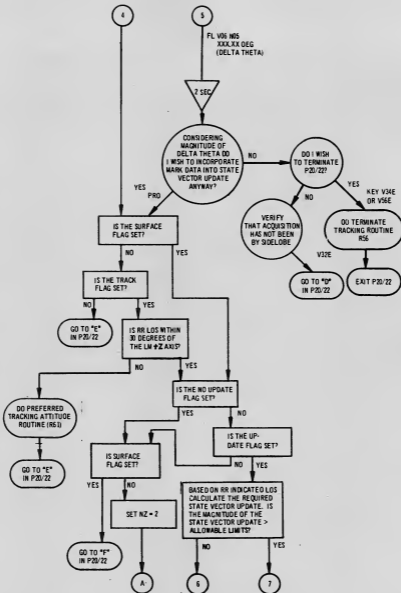 4
5
FL V06 N05
XXX.XX DEG
(DELTA THETA)
2 SEC
CONSIDERING
MAGNITUDE OF
DELTA THETA DO
I WISH TO INCORPORATE
MARK DATA INTO STATE
VECTOR UPDATE
ANYWAY?
NO
DO I WISH
TO TERMINATE
P20/22?
YES
PRO
NO
YES
KEY V34E
OR V56E
IS THE SURFACE
FLAG SET?
VERIFY
THAT ACQUISITION
HAS NOT BEEN
BY SIDELOBE
DO TERMINATE
TRACKING ROUTINE
R56
NO
YES
V32E
IS THE TRACK
FLAG SET?
GO TO "D"
IN P20/22
EXIT P20/22
NO
YES
GO TO "E"
IN P20/22
IS RR LOS WITHIN
30 DEGREES OF
THE LM +Z AXIS?
NO
YES
DO PREFERRED
TRACKING ATTITUDE
ROUTINE (R61)
IS THE NO UPDATE
FLAG SET?
YES
NO
GO TO "E"
IN P20/22
IS SURFACE
FLAG SET?
IS THE UP-
DATE FLAG SET?
NO
YES
YES
NO
SET NZ = 2
BASED ON RR INDICATED LOS
CALCULATE THE REQUIRED
STATE VECTOR UPDATE. IS
THE MAGNITUDE OF THE
STATE VECTOR UPDATE >
ALLOWABLE LIMITS?
GO TO "F"
IN P20/22
NO
YES
A
6
7